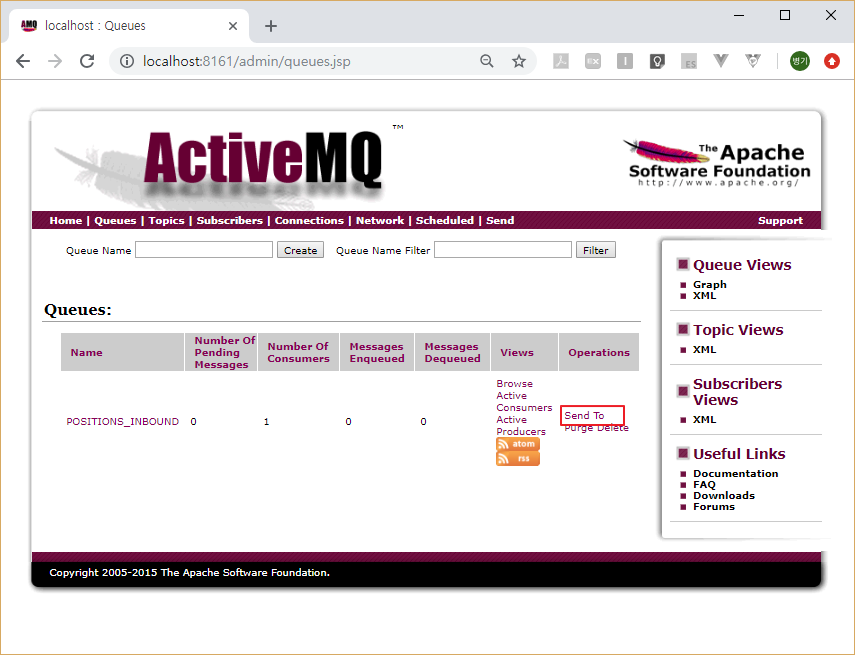 localhost : Queues
localhost:8161/admin/queues.jsp
병기
ActiveMQ ™
The Apache
Software Foundation
http://www.apache.org/
Home | Queues | Topics | Subscribers | Connections | Network | Scheduled | Send
Support
Queue Name
Create
Queue Name Filter
Filter
Queues:
Name
Number Of
Pending
Messages
Number Of
Consumers
Messages
Enqueued
Messages
Dequeued
Views
Operations
POSITIONS_INBOUND
0
1
0
0
Browse
Active
Consumers
Active
Producers
atom
rss
Send To
Purge Delete
Queue Views
Graph
XML
Topic Views
XML
Subscribers
Views
XML
Useful Links
Documentation
FAQ
Downloads
Forums
Copyright 2005-2015 The Apache Software Foundation.